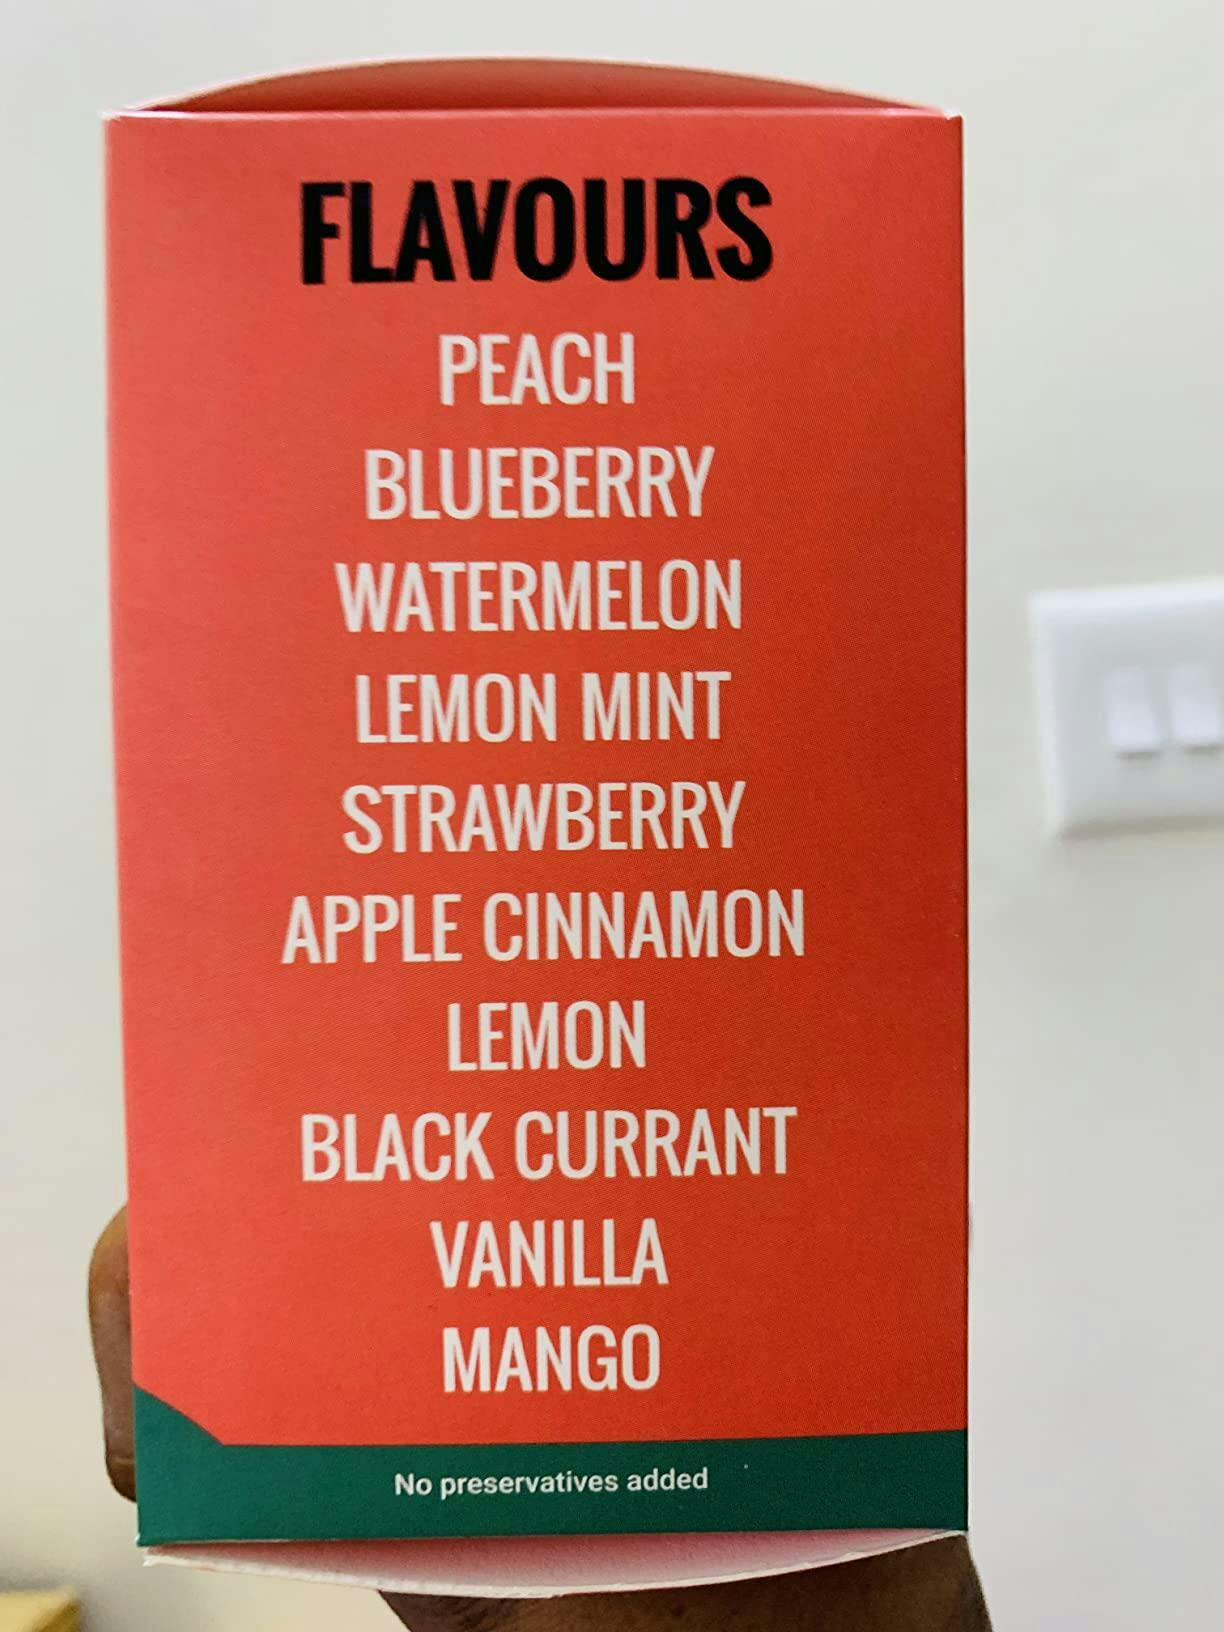 FLAVOURS
PEACH
BLUEBERRY
WATERMELON
LEMON MINT
STRAWBERRY
APPLE CINNAMON
LEMON
BLACK CURRANT
VANILLA
MANGO
No preservatives added